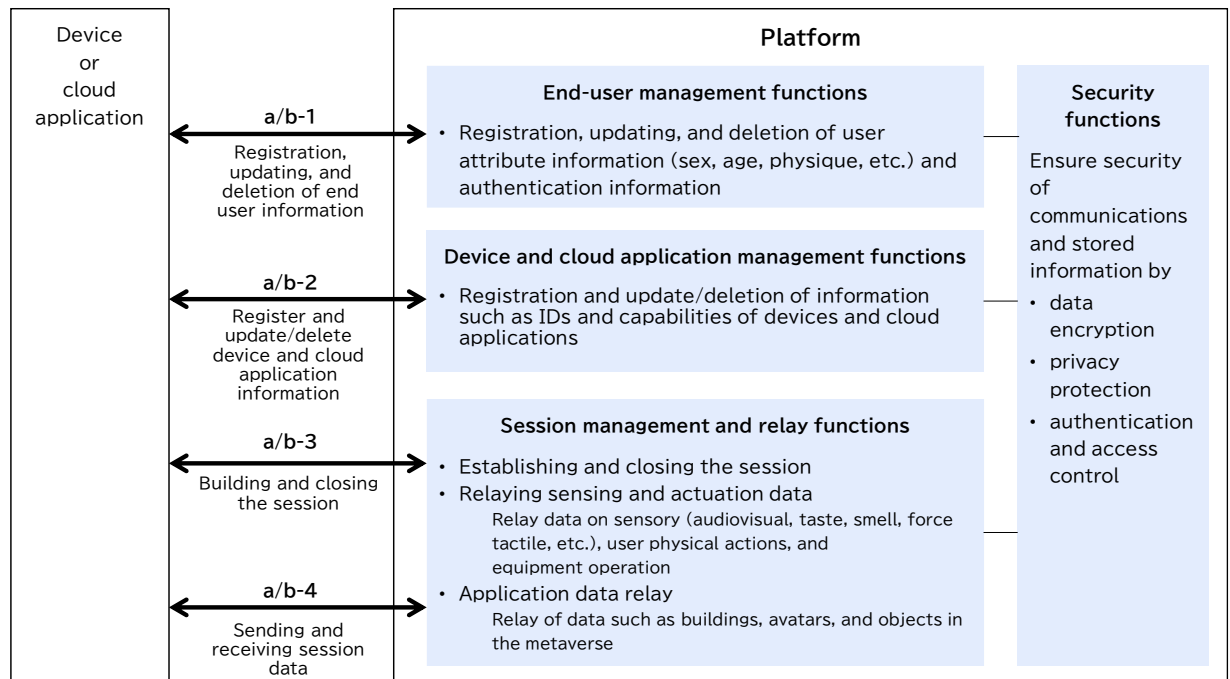 Device
or
cloud
application
a/b-1
Registration,
updating, and
deletion of end
user information
a/b-2
Register and
update/delete
device and cloud
application
information
a/b-3
Building and closing
the session
a/b-4
Sending and
receiving session
data
Platform
End-user management functions
• Registration, updating, and deletion of user
attribute information (sex, age, physique, etc.) and
authentication information
Device and cloud application management functions
• Registration and update/deletion of information
such as IDs and capabilities of devices and cloud
applications
Session management and relay functions
• Establishing and closing the session
• Relaying sensing and actuation data
Relay data on sensory (audiovisual, taste, smell, force
tactile, etc.), user physical actions, and
equipment operation
• Application data relay
Relay of data such as buildings, avatars, and objects in
the metaverse
Security
functions
Ensure security
of
communications
and stored
information by
• data
encryption
• privacy
protection
• authentication
and access
control